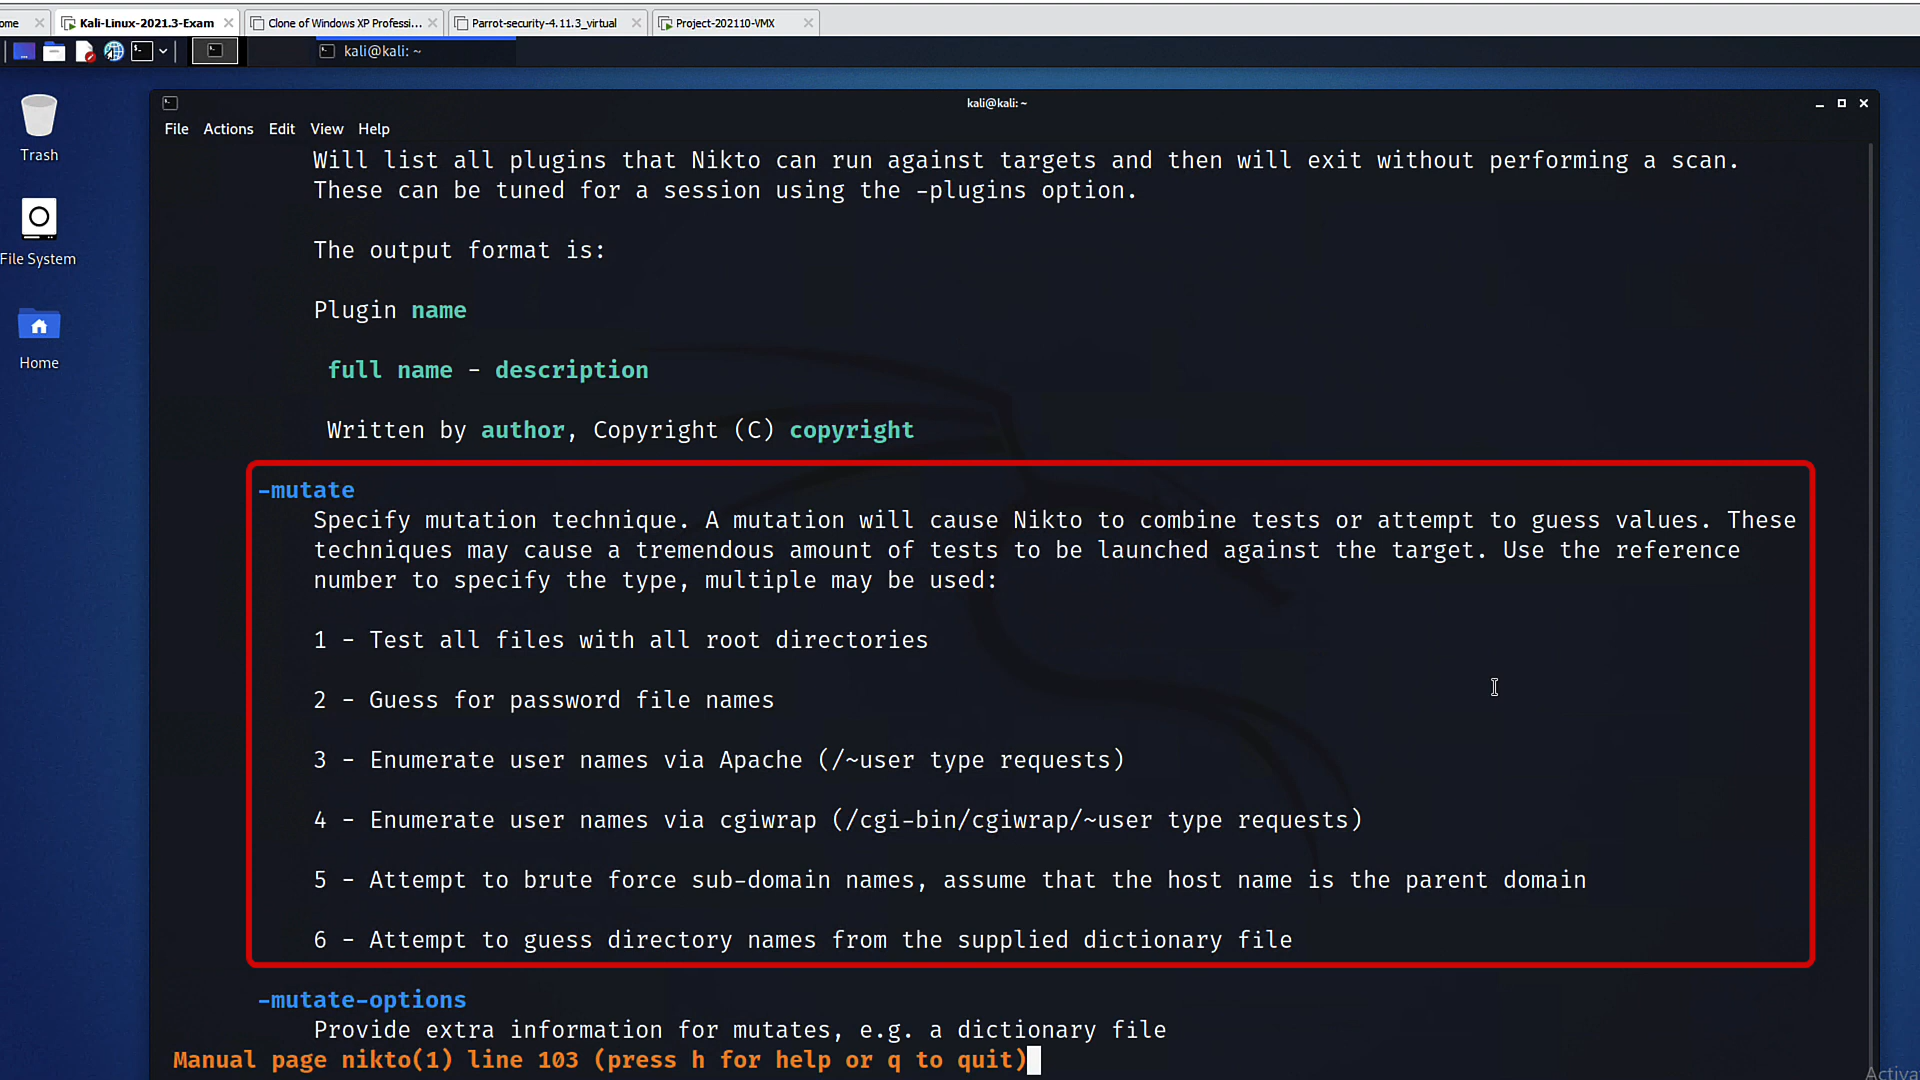 ome
Kali-Linux-2021.3-Exam
Clone of Windows XP Professi...
Parrot-security-4.11.3_virtual
Project-202110-VMX
kali@kali: ~
kali@kali: ~
File Actions Edit View Help
Trash
File System
Home
Will list all plugins that Nikto can run against targets and then will exit without performing a scan.
These can be tuned for a session using the -plugins option.
The output format is:
Plugin name
full name - description
Written by author, Copyright (C) copyright
-mutate
Specify mutation technique. A mutation will cause Nikto to combine tests or attempt to guess values. These
techniques may cause a tremendous amount of tests to be launched against the target. Use the reference
number to specify the type, multiple may be used:
1 - Test all files with all root directories
2 - Guess for password file names
3 - Enumerate user names via Apache (/~user type requests)
4 - Enumerate user names via cgiwrap (/cgi-bin/cgiwrap/~user type requests)
5 - Attempt to brute force sub-domain names, assume that the host name is the parent domain
6 - Attempt to guess directory names from the supplied dictionary file
-mutate-options
Provide extra information for mutates, e.g. a dictionary file
Manual page nikto(1) line 103 (press h for help or q to quit)
Activa